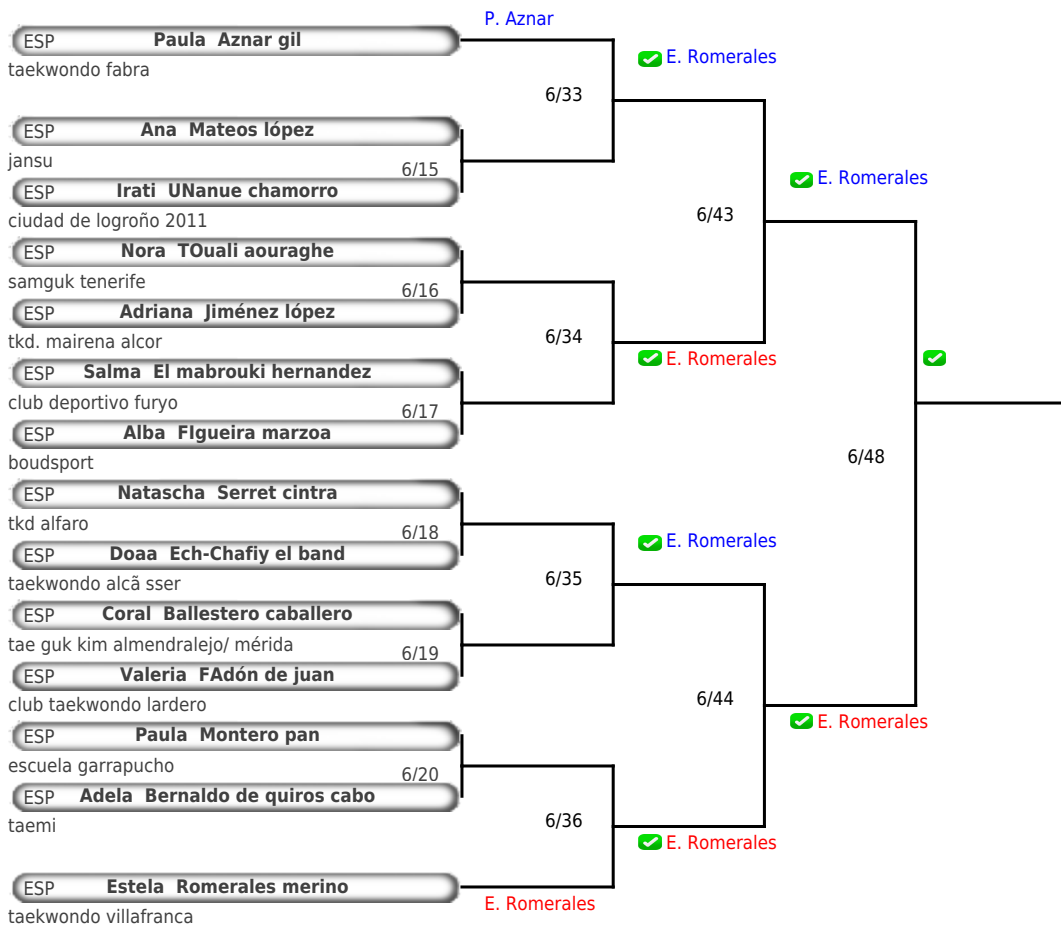 P. Aznar
ESP Paula Aznar gil
taekwondo fabra
E. Romerales
6/33
ESP Ana Mateos lópez
jansu
6/15
ESP Irati UNanue chamorro
ciudad de logroño 2011
E. Romerales
6/43
ESP Nora TOuali aouraghe
samguk tenerife
6/16
ESP Adriana Jiménez lópez
tkd. mairena alcor
6/34
E. Romerales
ESP Salma El mabrouki hernandez
club deportivo furyo
6/17
ESP Alba FIgueira marzoa
boudsport
6/48
ESP Natascha Serret cintra
tkd alfaro
6/18
E. Romerales
ESP Doaa Ech-Chafiy el band
taekwondo alcã sser
6/35
ESP Coral Ballestero caballero
tae guk kim almendralejo/ mérida
6/19
ESP Valeria FAdón de juan
club taekwondo lardero
6/44
E. Romerales
ESP Paula Montero pan
escuela garrapucho
6/20
ESP Adela Bernaldo de quiros cabo
taemi
6/36
E. Romerales
ESP Estela Romerales merino
E. Romerales
taekwondo villafranca